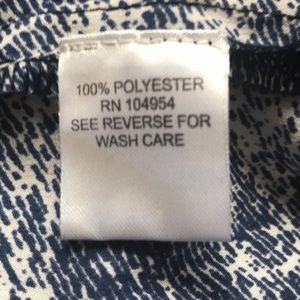 100% POLYESTER
RN 104954
SEE REVERSE FOR
WASH CARE